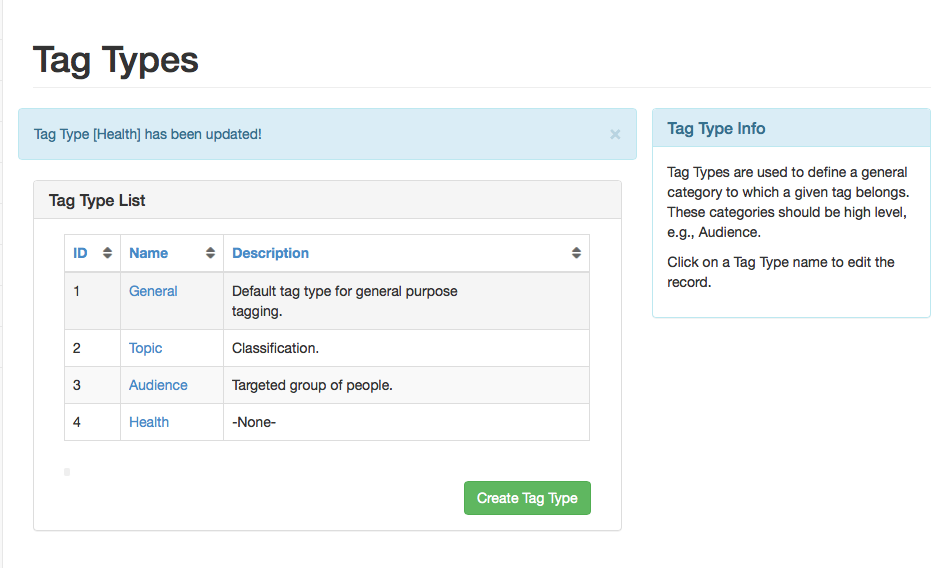 Tag Types
Tag Type [Health] has been updated!
×
Tag Type List
ID Name Description
1 General Default tag type for general purpose
tagging.
2 Topic Classification.
3 Audience Targeted group of people.
4 Health -None-
Create Tag Type
Tag Type Info
Tag Types are used to define a general
category to which a given tag belongs.
These categories should be high level,
e.g., Audience.
Click on a Tag Type name to edit the
record.